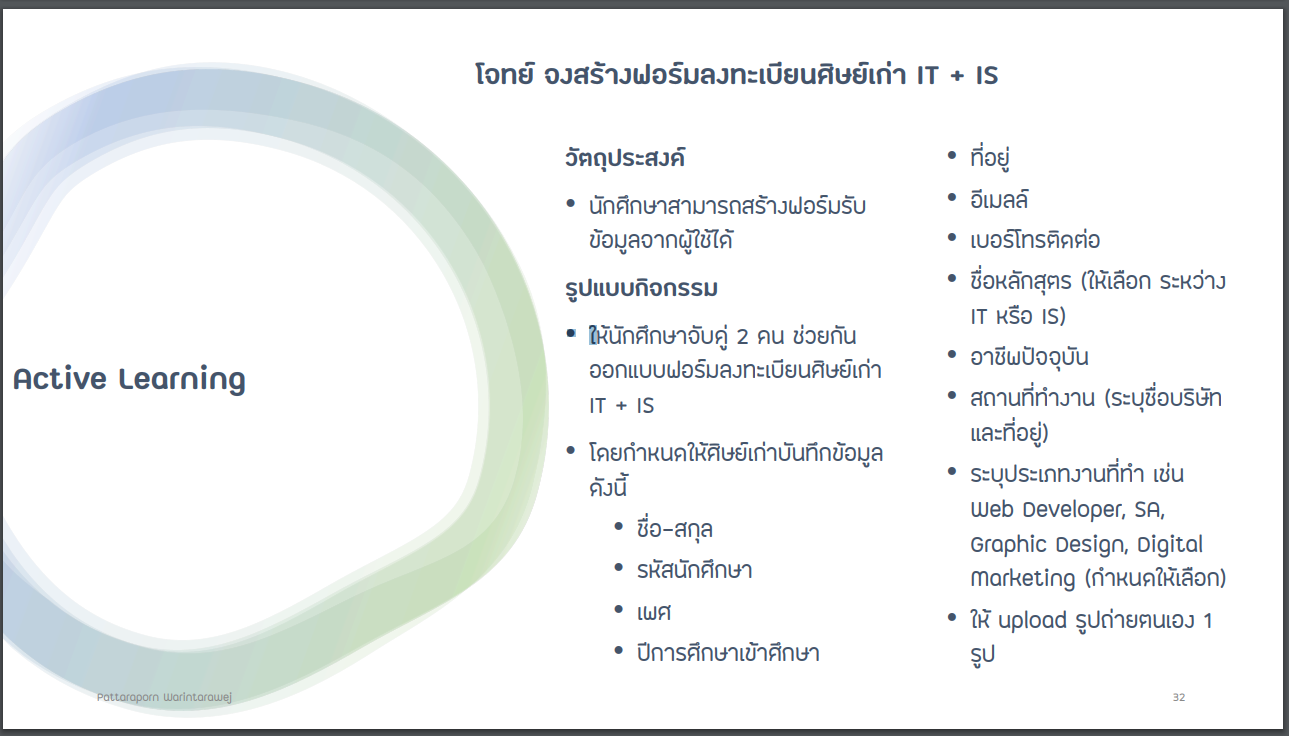 โจทย์ จงสร้างฟอร์มลงทะเบียนศิษย์เก่า IT + IS
Active Learning
วัตถุประสงค์
• นักศึกษาสามารถสร้างฟอร์มรับ
ข้อมูลจากผู้ใช้ได้
รูปแบบกิจกรรม
• ให้นักศึกษาจับคู่ 2 คน ช่วยกัน
ออกแบบฟอร์มลงทะเบียนศิษย์เก่า
IT + IS
• โดยกำหนดให้ศิษย์เก่าบันทึกข้อมูล
ดังนี้
• ชื่อ-สกุล
• รหัสนักศึกษา
• เพศ
• ปีการศึกษาเข้าศึกษา
• ที่อยู่
• อีเมลล์
• เบอร์โทรติดต่อ
• ชื่อหลักสุตร (ให้เลือก ระหว่าง
IT หรือ IS)
• อาชีพปัจจุบัน
• สถานที่ทำงาน (ระบุชื่อบริษัท
และที่อยู่)
• ระบุประเภทงานที่ทำ เช่น
Web Developer, SA,
Graphic Design, Digital
Marketing (กำหนดให้เลือก)
• ให้ upload รูปถ่ายตนเอง 1
รูป
Pattaraporn Warintarawej
32